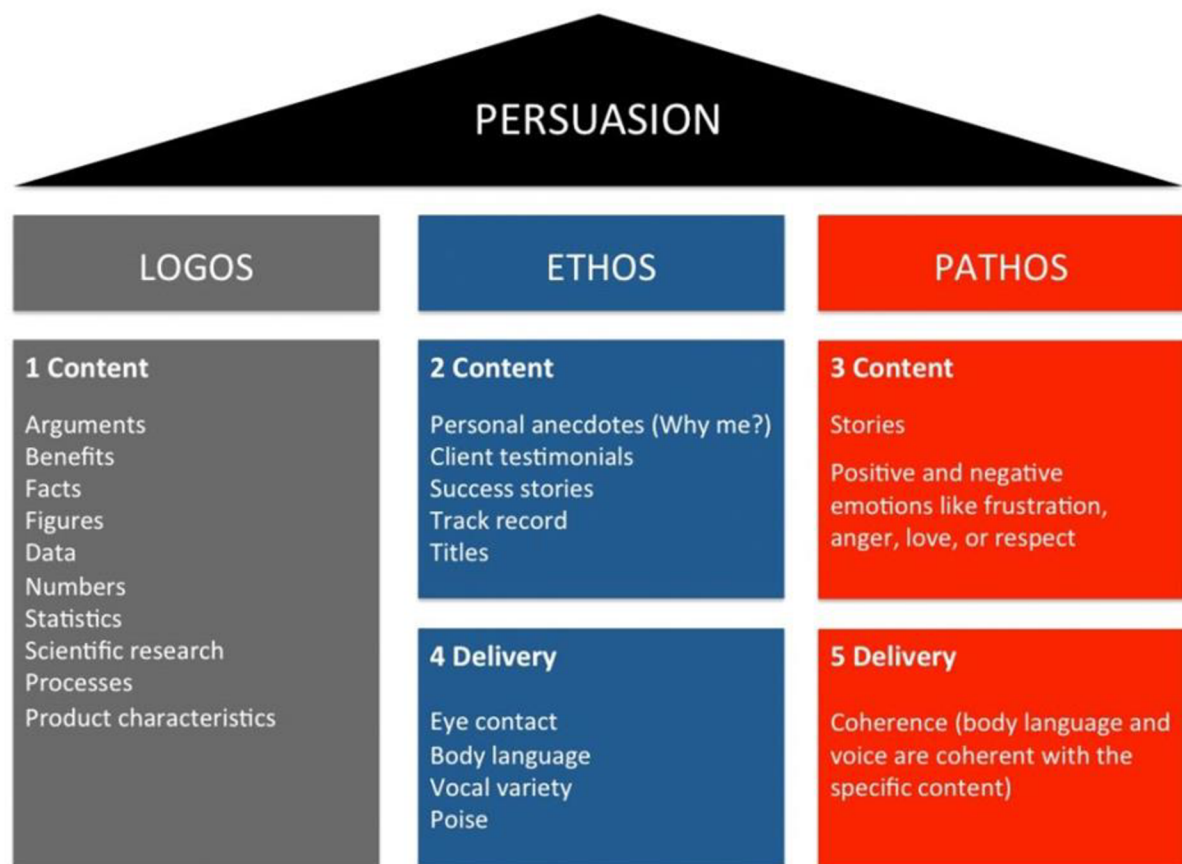 PERSUASION
LOGOS
ETHOS
PATHOS
1 Content
Arguments
Benefits
Facts
Figures
Data
Numbers
Statistics
Scientific research
Processes
Product characteristics
2 Content
Personal anecdotes (Why me?)
Client testimonials
Success stories
Track record
Titles
4 Delivery
Eye contact
Body language
Vocal variety
Poise
3 Content
Stories
Positive and negative
emotions like frustration,
anger, love, or respect
5 Delivery
Coherence (body language and
voice are coherent with the
specific content)